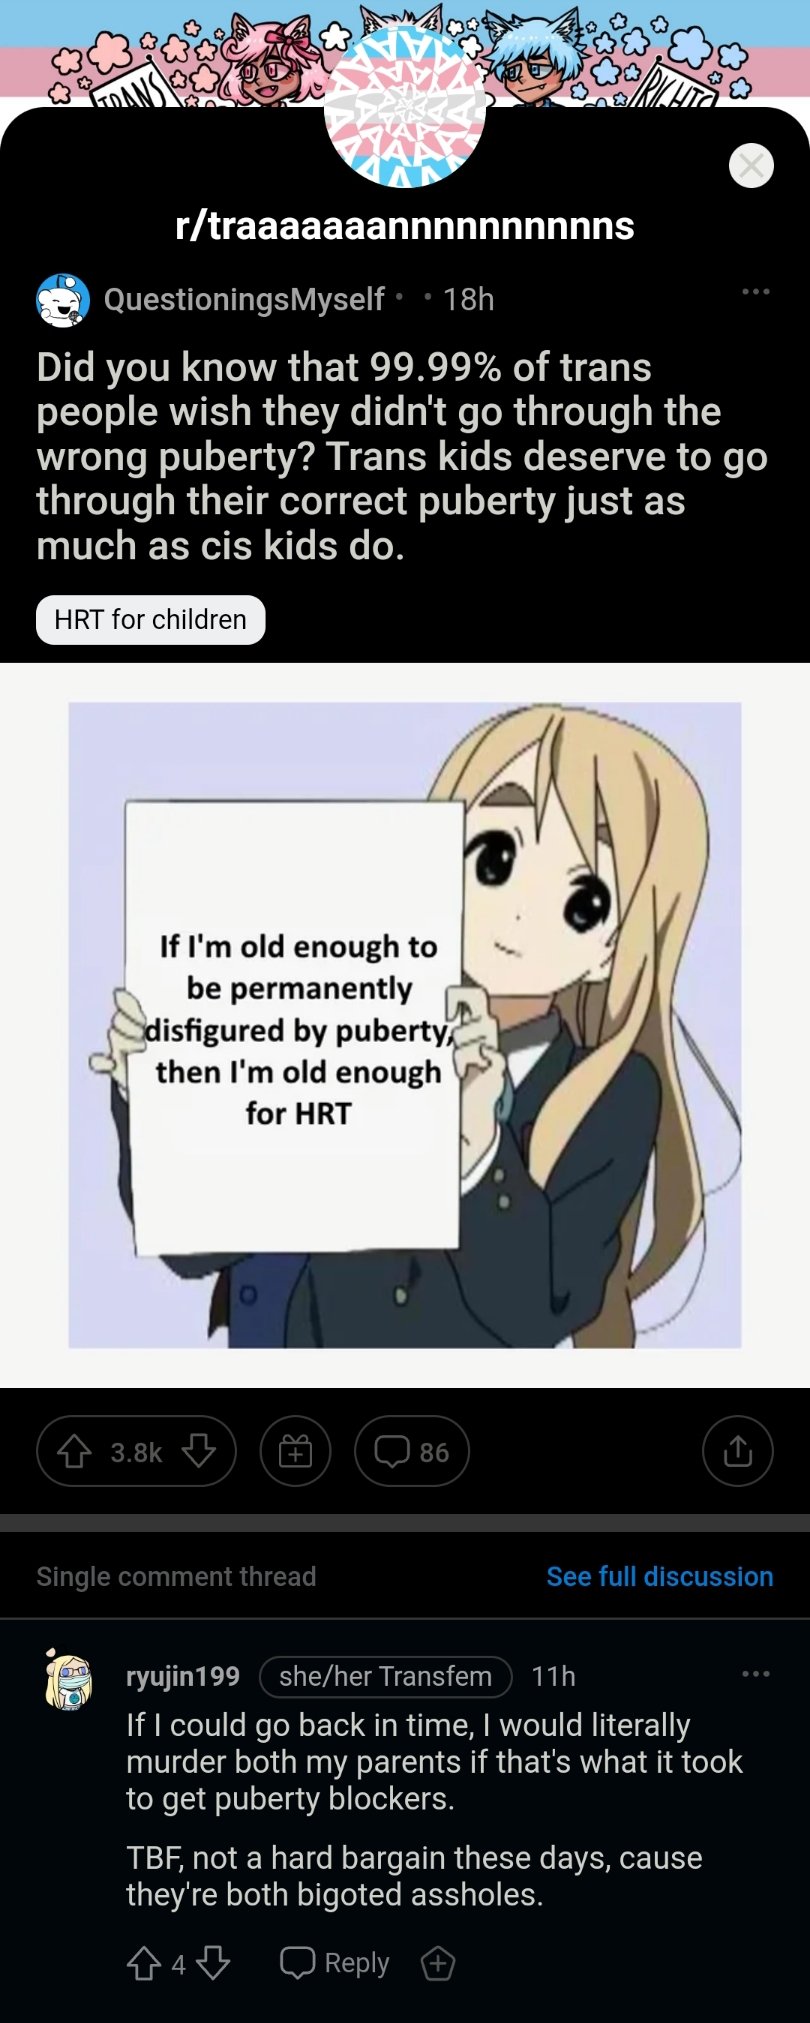 TRANS
RIGHTS
r/traaaaaaannnnnnnnnns
QuestioningsMyself · · 18h
Did you know that 99.99% of trans
people wish they didn't go through the
wrong puberty? Trans kids deserve to go
through their correct puberty just as
much as cis kids do.
HRT for children
If I'm old enough to
be permanently
disfigured by puberty,
then I'm old enough
for HRT
3.8k
86
Single comment thread
See full discussion
ryujin199 she/her Transfem 11h
If I could go back in time, I would literally
murder both my parents if that's what it took
to get puberty blockers.
TBF, not a hard bargain these days, cause
they're both bigoted assholes.
4
Reply